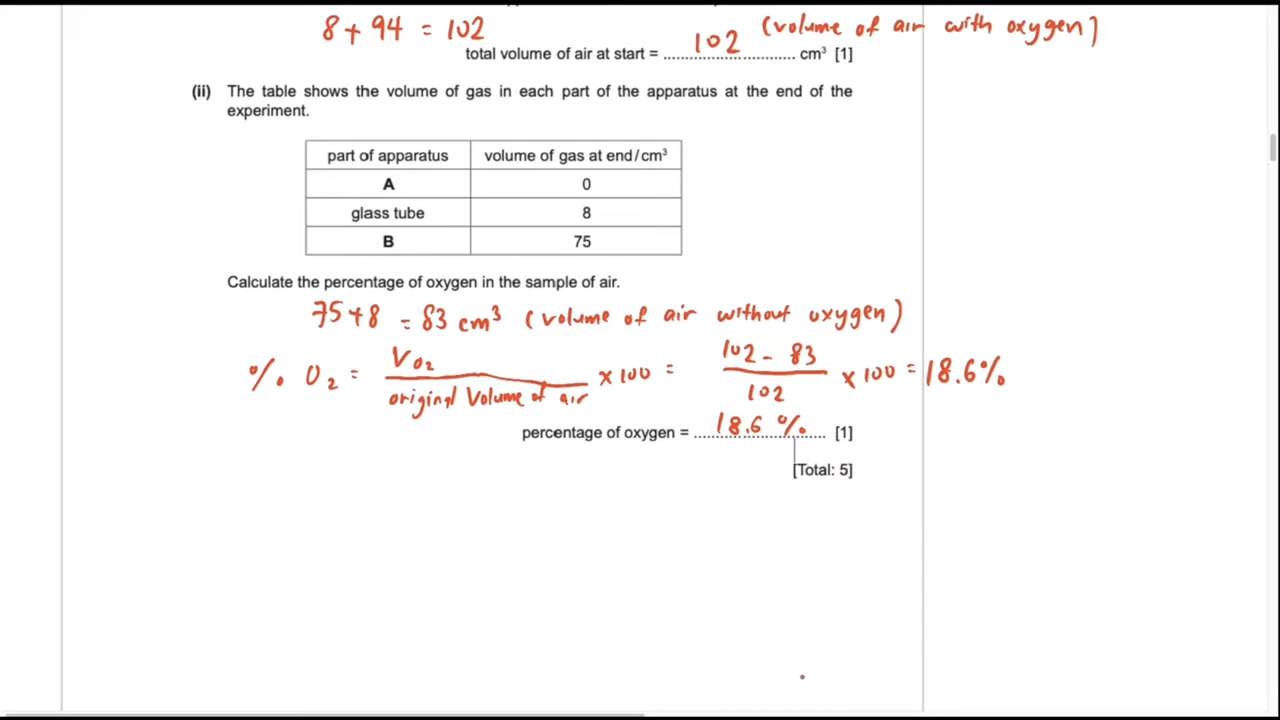 8 + 94 = 102 (volume of air with oxygen)
total volume of air at start = 102 cm³ [1]
(ii) The table shows the volume of gas in each part of the apparatus at the end of the
experiment.
part of apparatus volume of gas at end/cm³
A 0
glass tube 8
B 75
Calculate the percentage of oxygen in the sample of air.
75+8 = 83 cm³ (volume of air without oxygen)
% O₂ = VO₂ / original Volume of air × 100 = 102 - 83 / 102 × 100 = 18.6%
percentage of oxygen = 18.6 % [1]
[Total: 5]